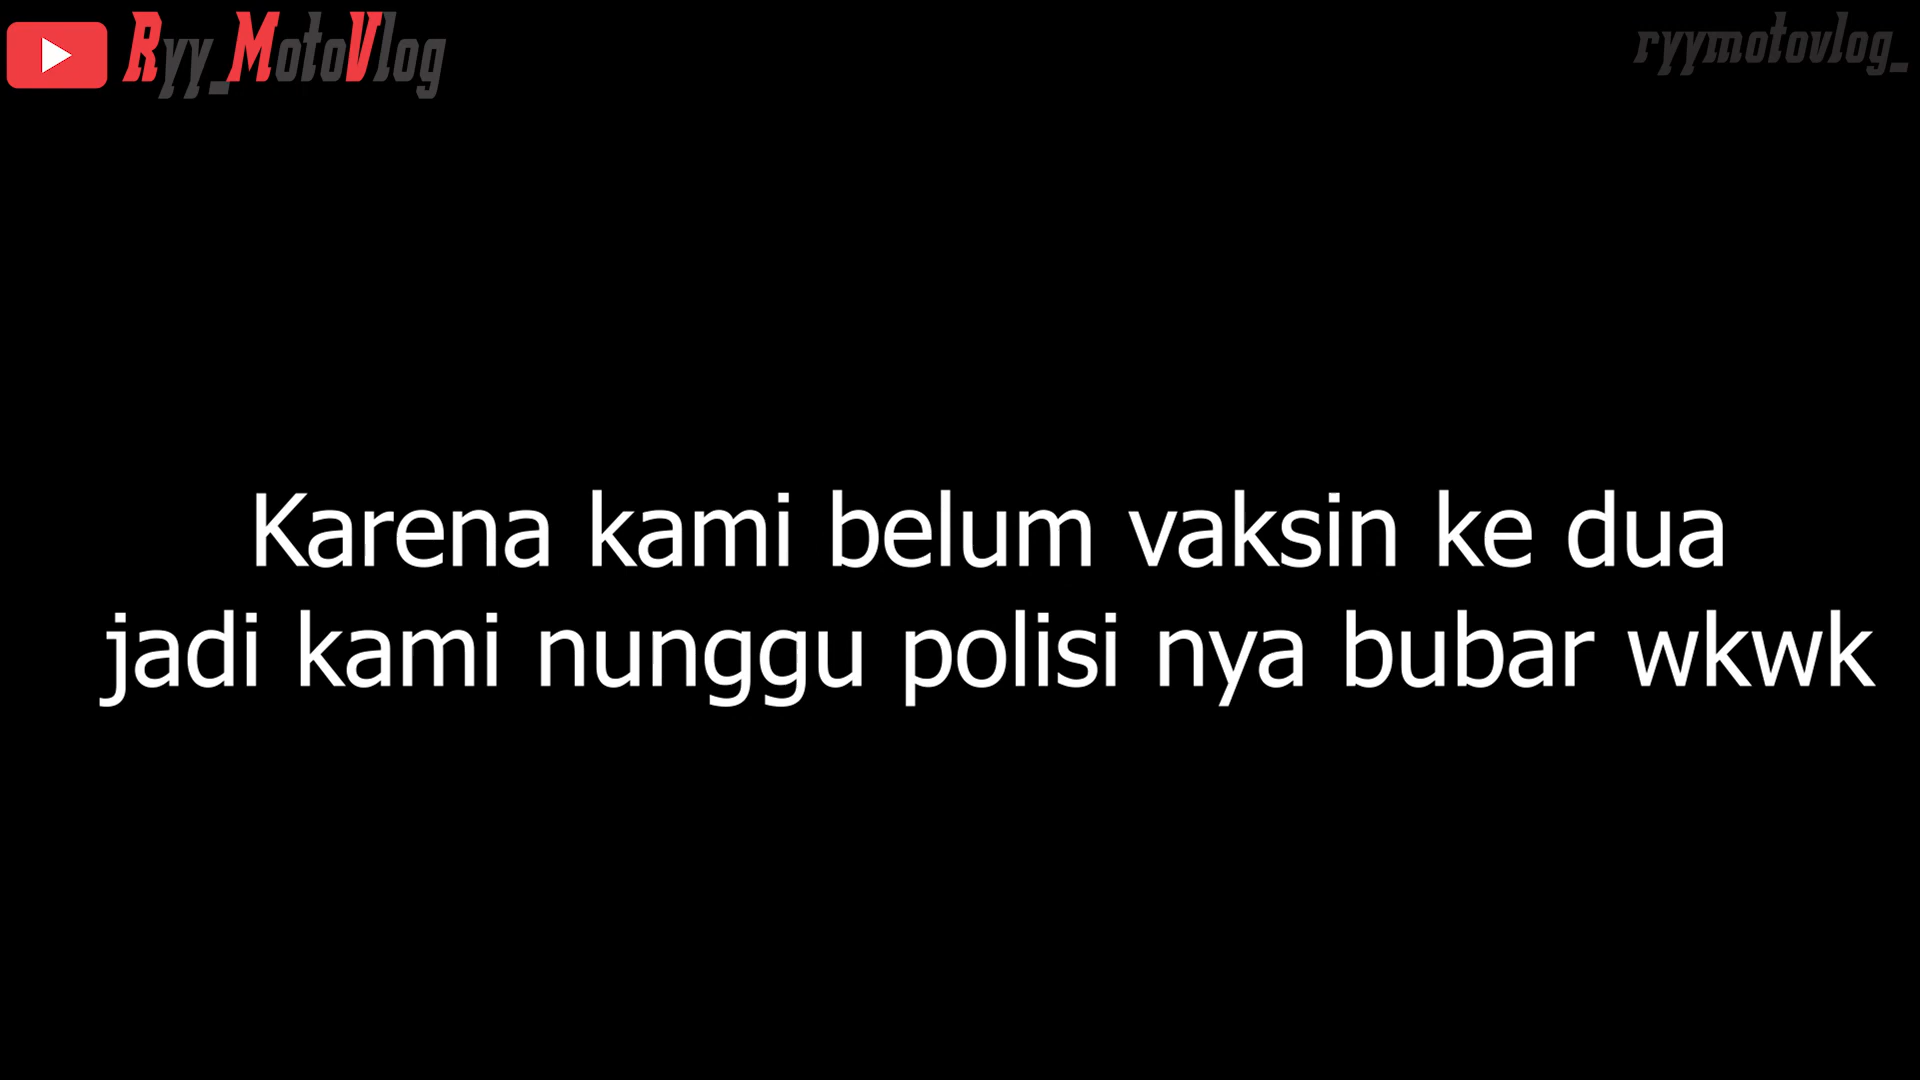 Ryy_MotoVlog
ryymotovlog_
Karena kami belum vaksin ke dua
jadi kami nunggu polisi nya bubar wkwk